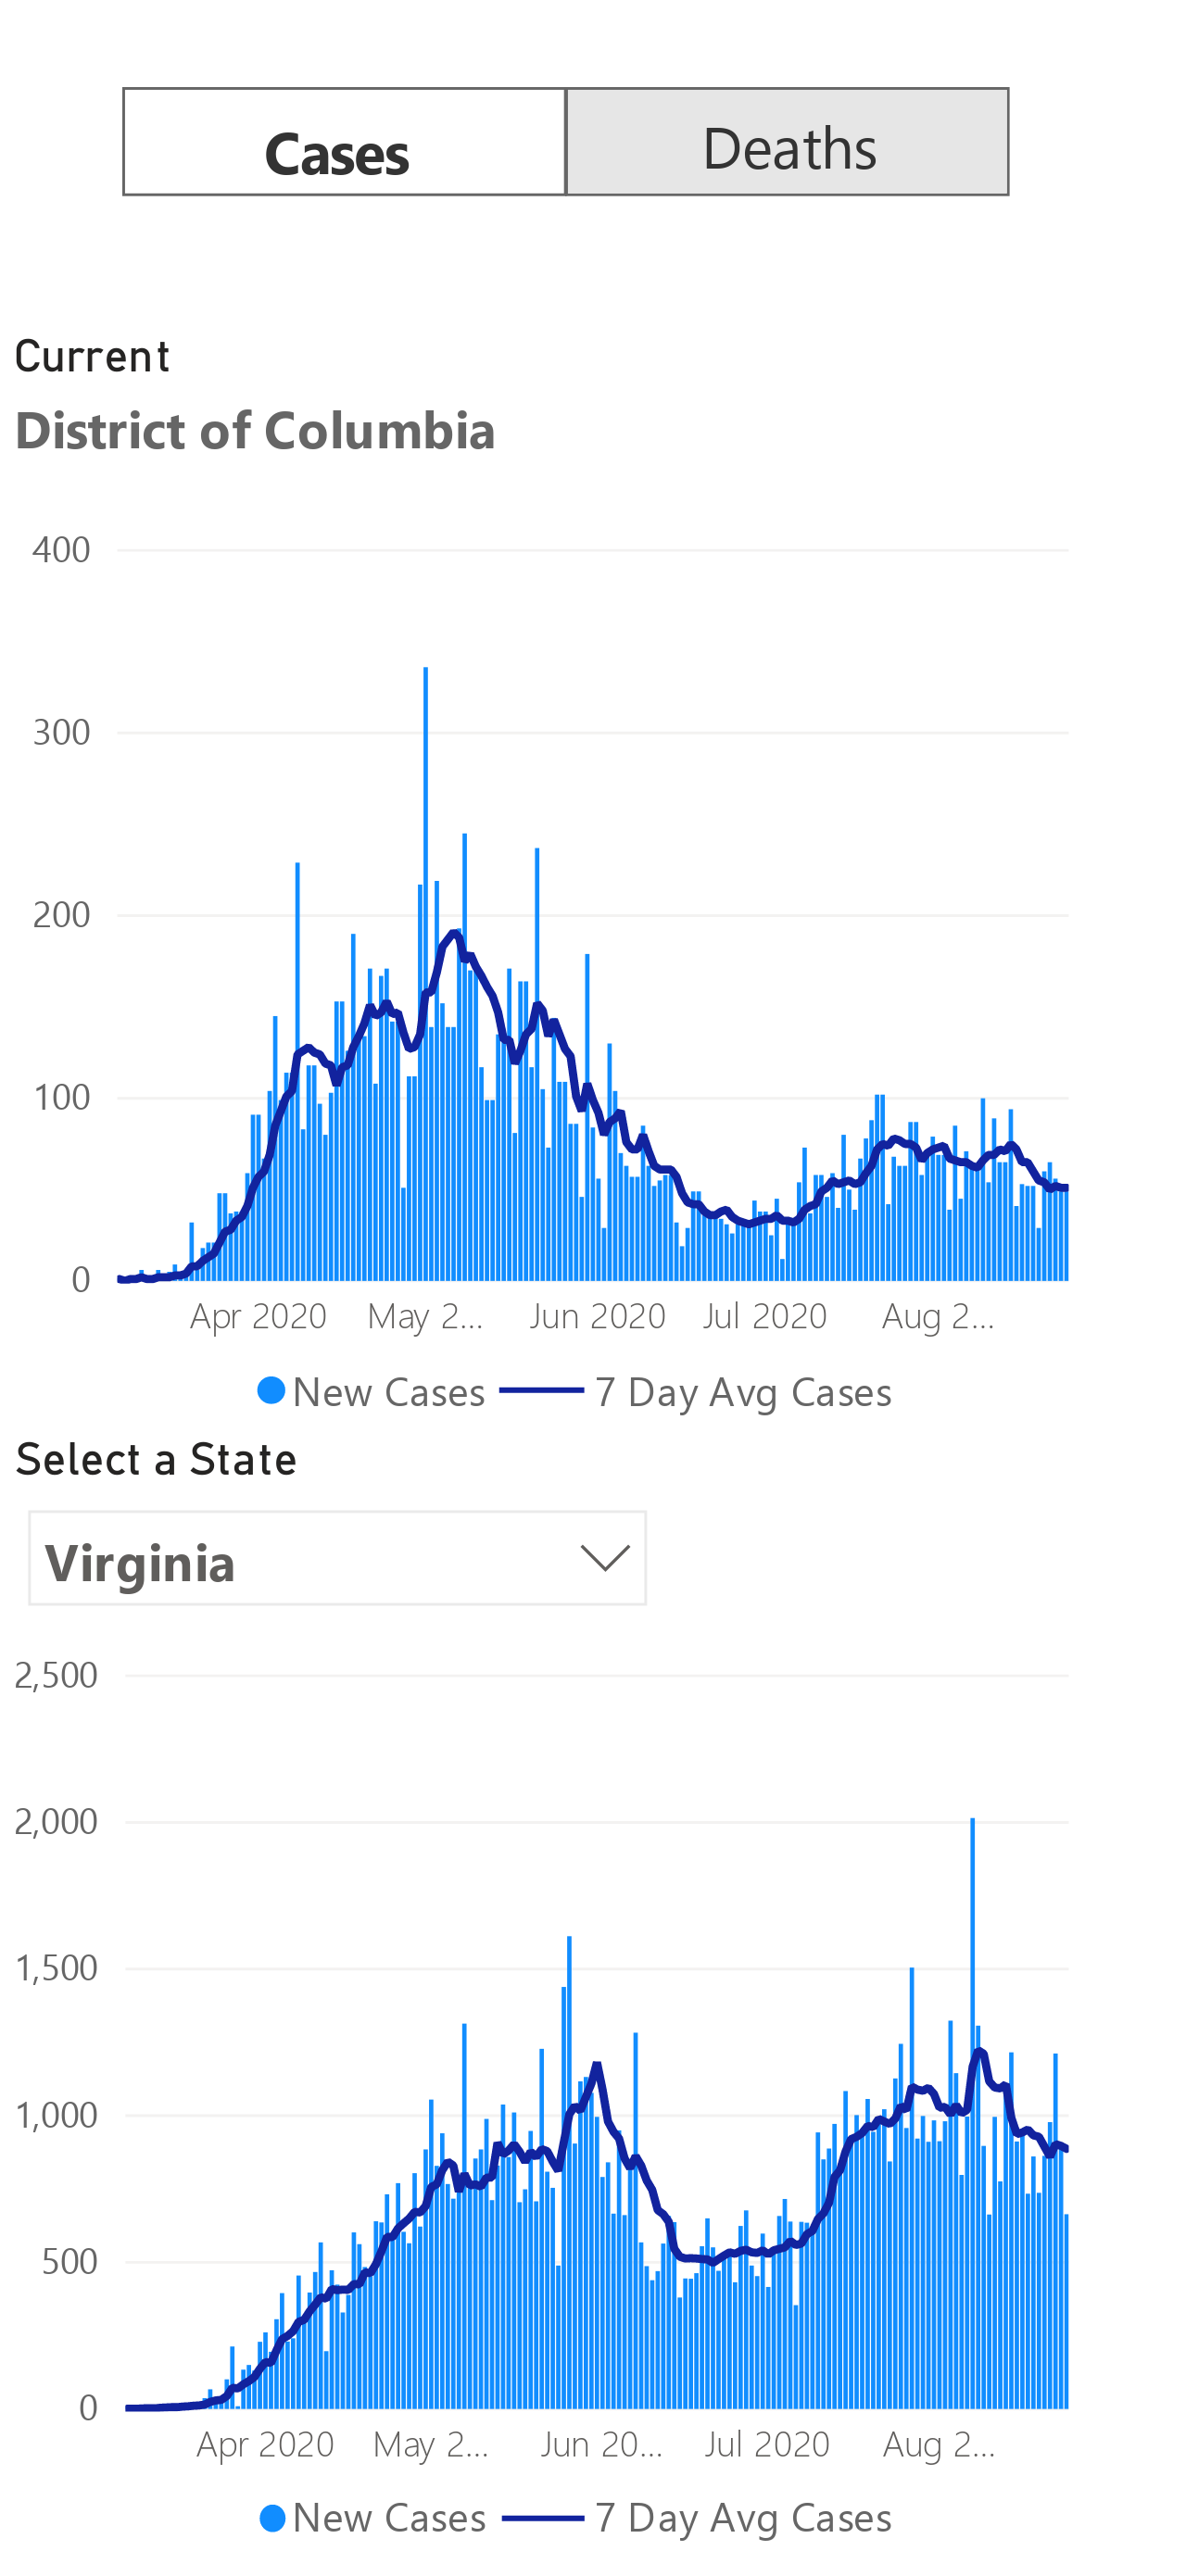 Cases Deaths
Current
District of Columbia
400
300
200
100
0
Apr 2020 May 2... Jun 2020 Jul 2020 Aug 2...
New Cases 7 Day Avg Cases
Select a State
Virginia
2,500
2,000
1,500
1,000
500
0
Apr 2020 May 2... Jun 20... Jul 2020 Aug 2...
New Cases 7 Day Avg Cases